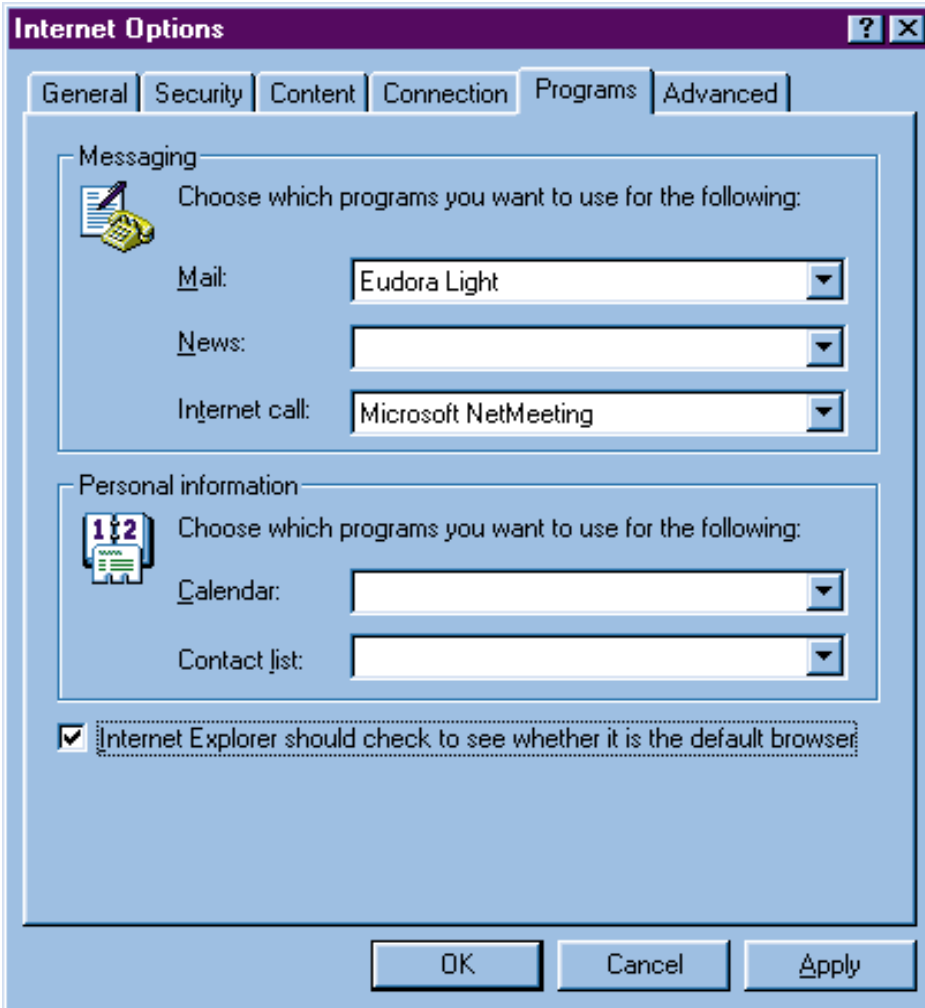 Internet Options
General Security Content Connection Programs Advanced
Messaging
Choose which programs you want to use for the following:
Mail: Eudora Light
News:
Internet call: Microsoft NetMeeting
Personal information
12
Choose which programs you want to use for the following:
Calendar:
Contact list:
Internet Explorer should check to see whether it is the default browser
OK Cancel Apply